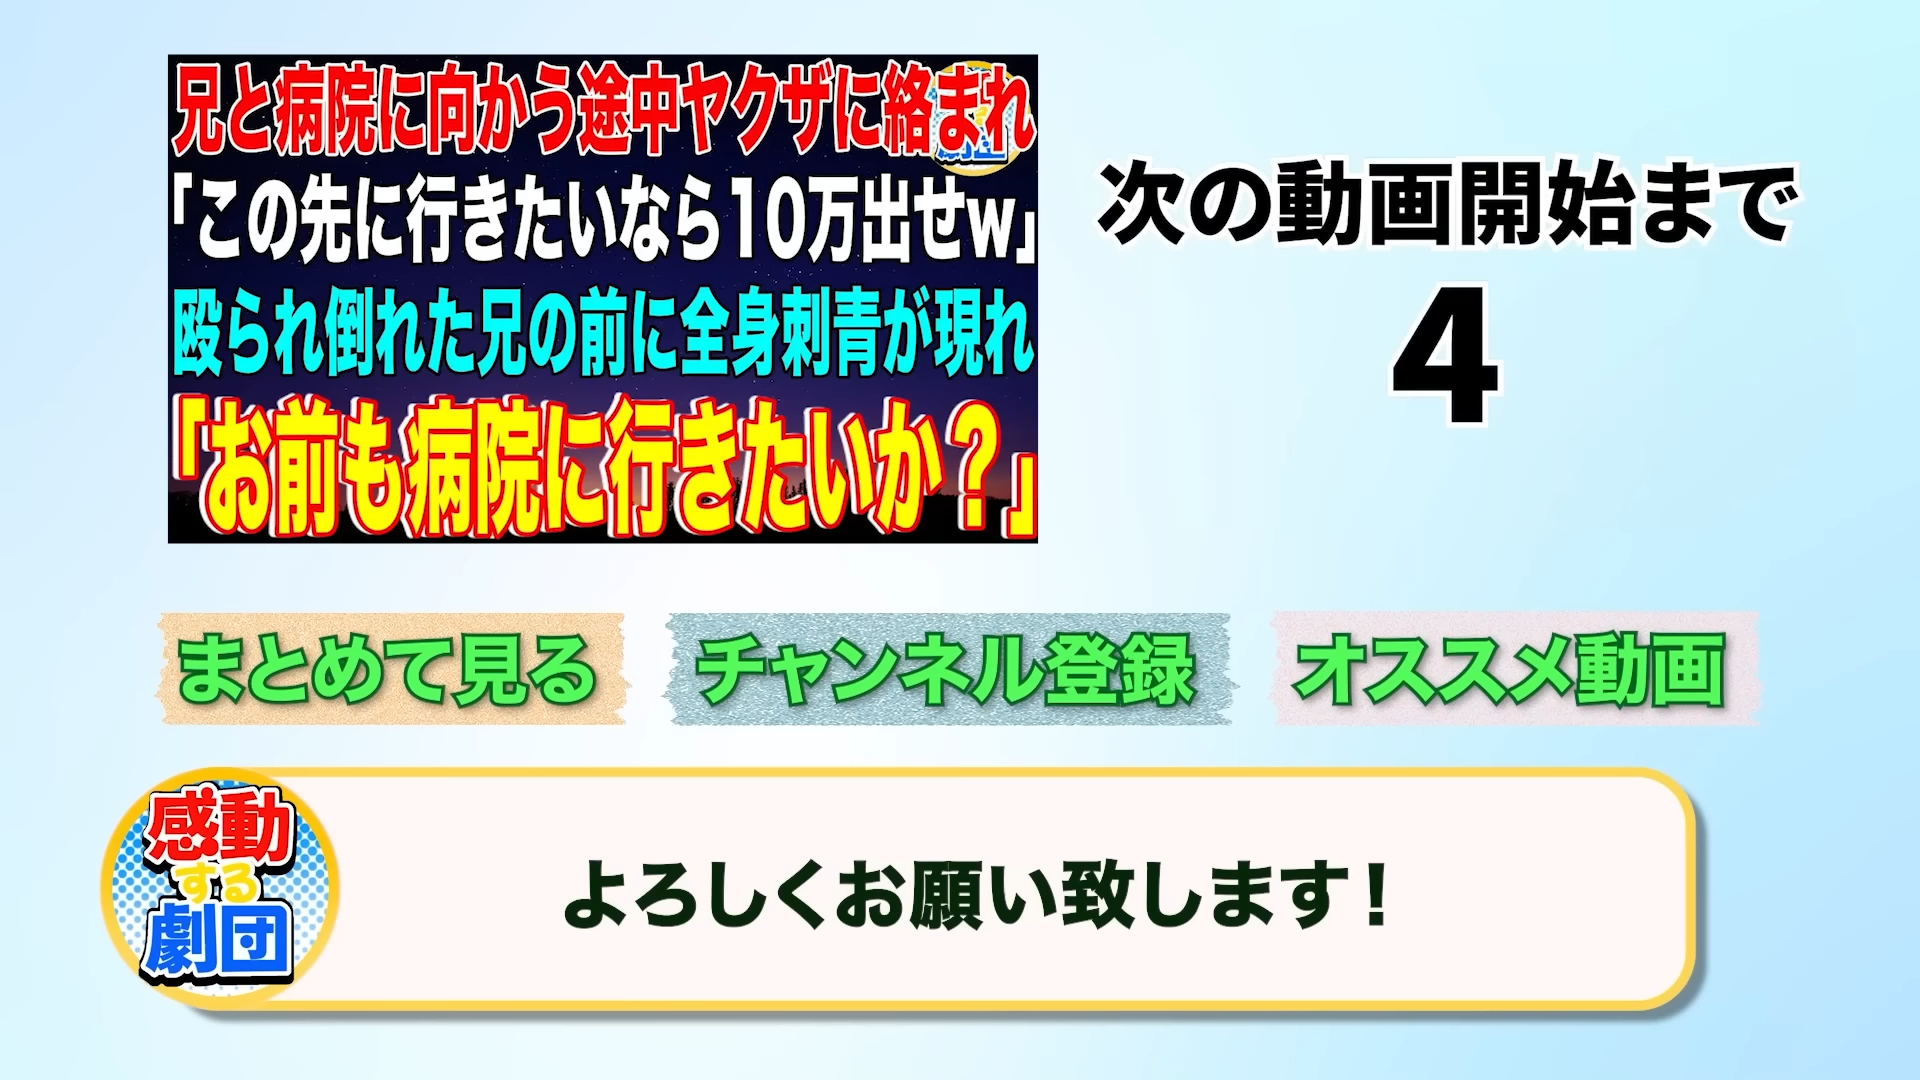 兄と病院に向かう途中ヤクザに絡まれ
「この先に行きたいなら10万出せw」
殴られ倒れた兄の前に全身刺青が現れ
「お前も病院に行きたいか？」
次の動画開始まで
4
まとめて見る
チャンネル登録
オススメ動画
感動
する
劇団
よろしくお願い致します！